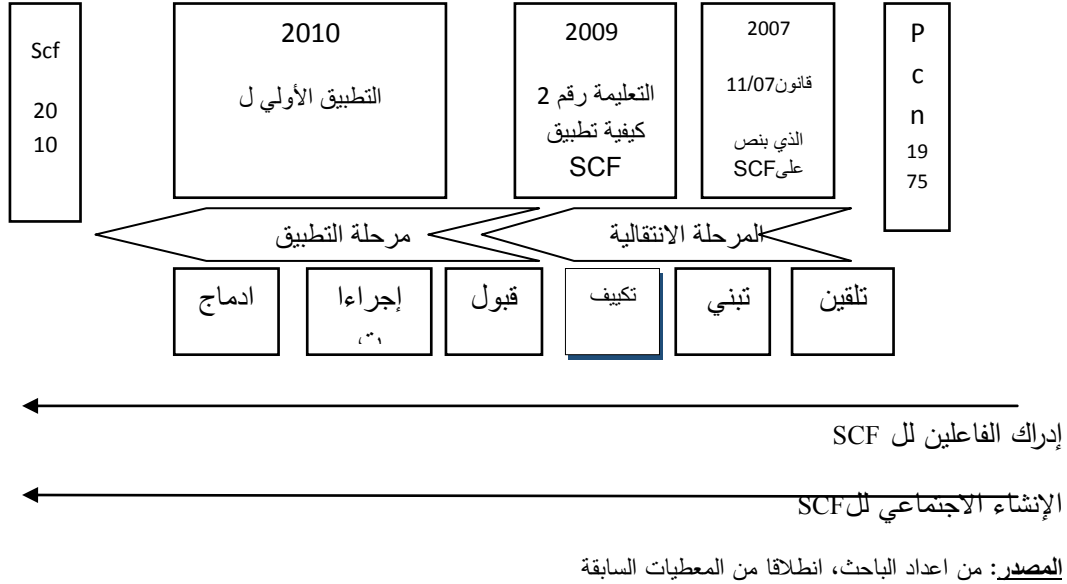 P
c
n
19
75
2007
قانون11/07
الذي بنص
علىSCF
2009
التعليمة رقم 2
كيفية تطبيق
SCF
2010
التطبيق الأولي ل
Scf
20
10
المرحلة الانتقالية
مرحلة التطبيق
تلقين
تبني
تكييف
قبول
إجراءا
ت
ادماج
إدراك الفاعلين لل SCF
الإنشاء الاجتماعي للSCF
المصدر: من اعداد الباحث، انطلاقا من المعطيات السابقة